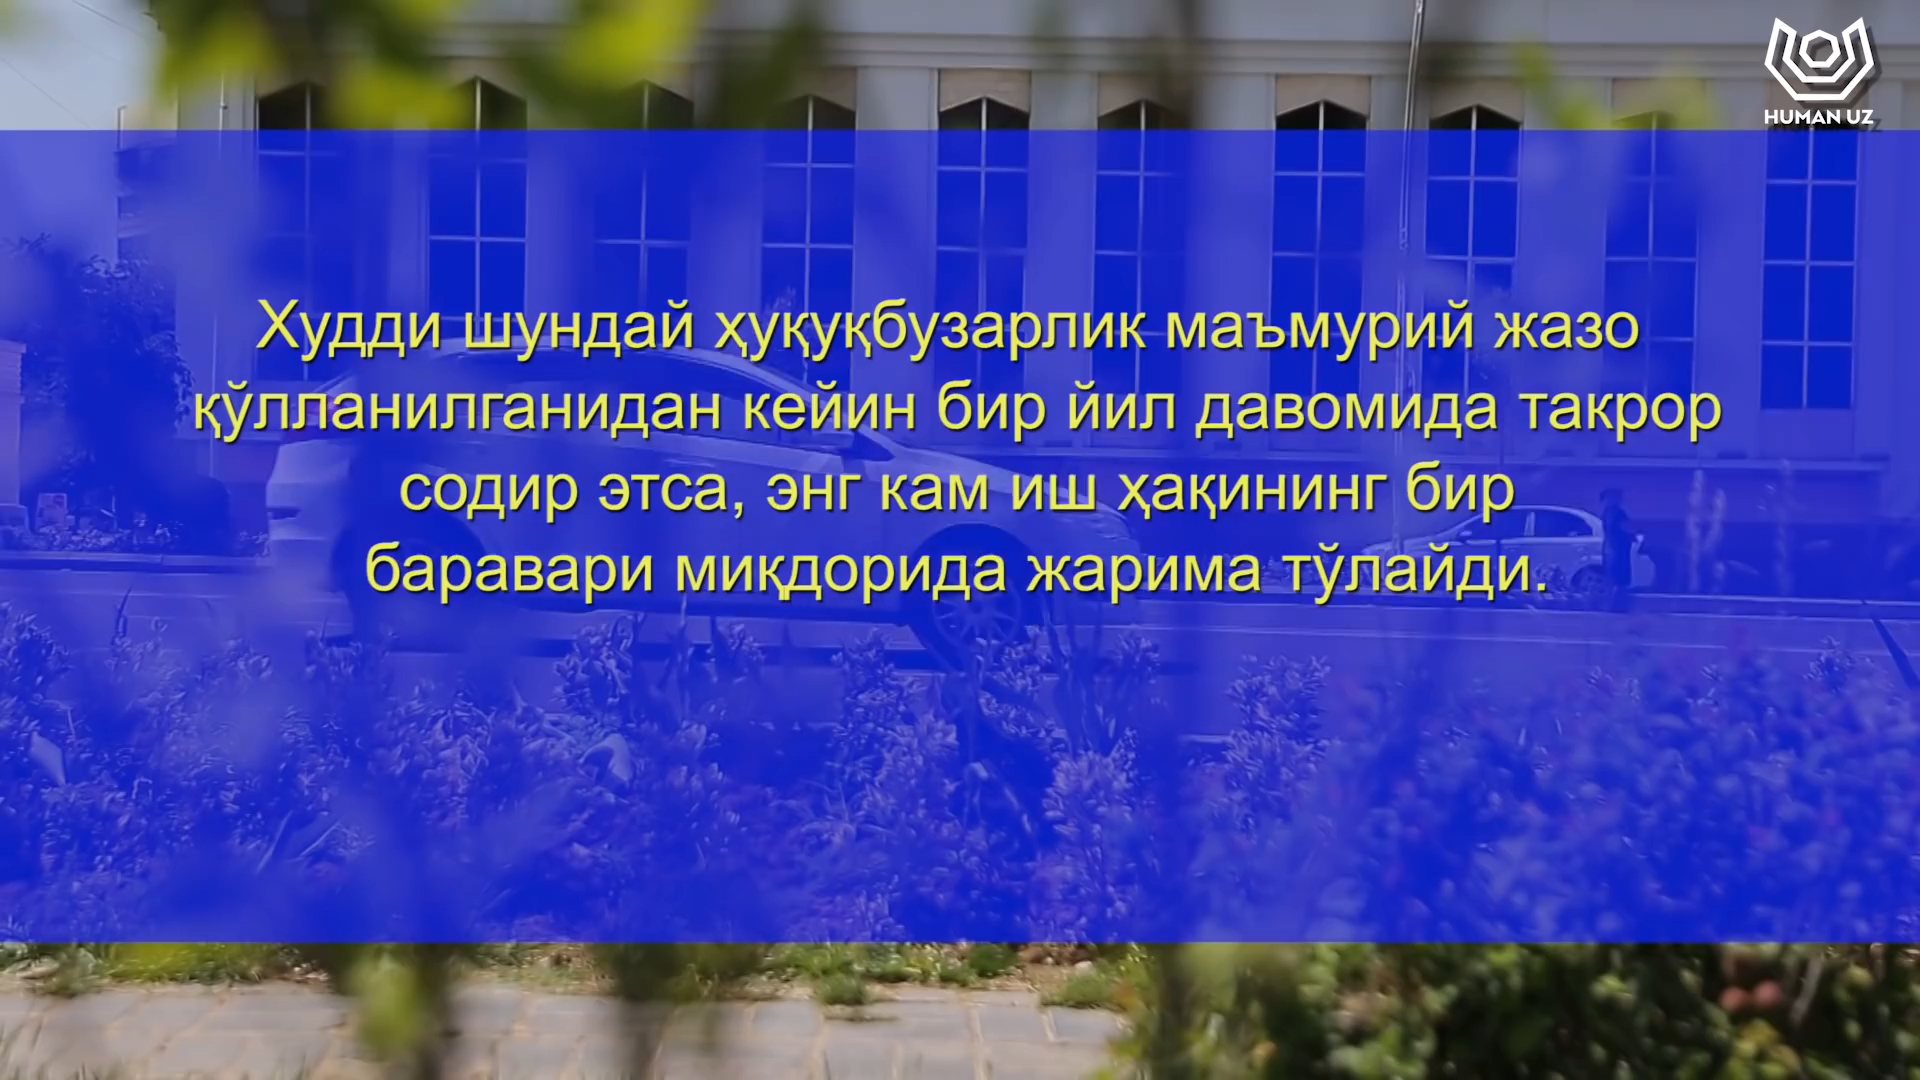 HUMAN UZ
Худди шундай ҳуқуқбузарлик маъмурий жазо
қўлланилганидан кейин бир йил давомида такрор
содир этса, энг кам иш ҳақининг бир
баравари миқдорида жарима тўлайди.